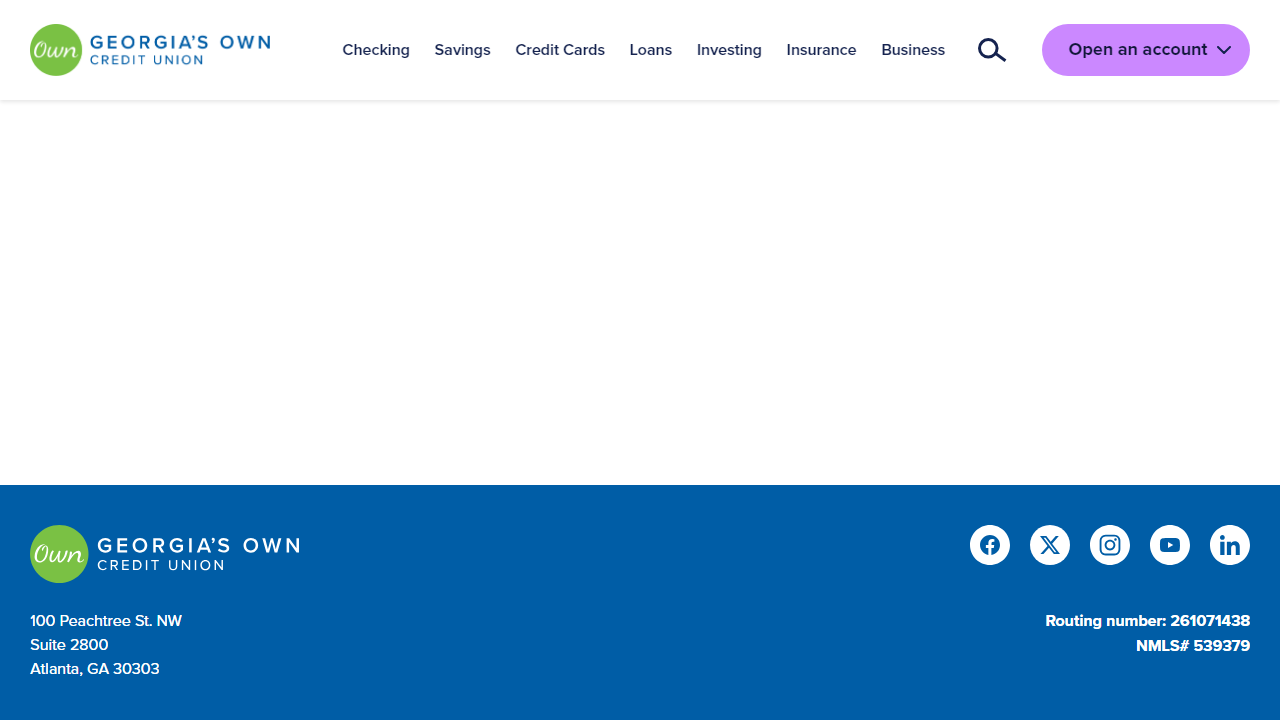 Own GEORGIA'S OWN
CREDIT UNION
Checking Savings Credit Cards Loans Investing Insurance Business Open an account
Own GEORGIA'S OWN
CREDIT UNION
100 Peachtree St. NW
Suite 2800
Atlanta, GA 30303
Routing number: 261071438
NMLS# 539379